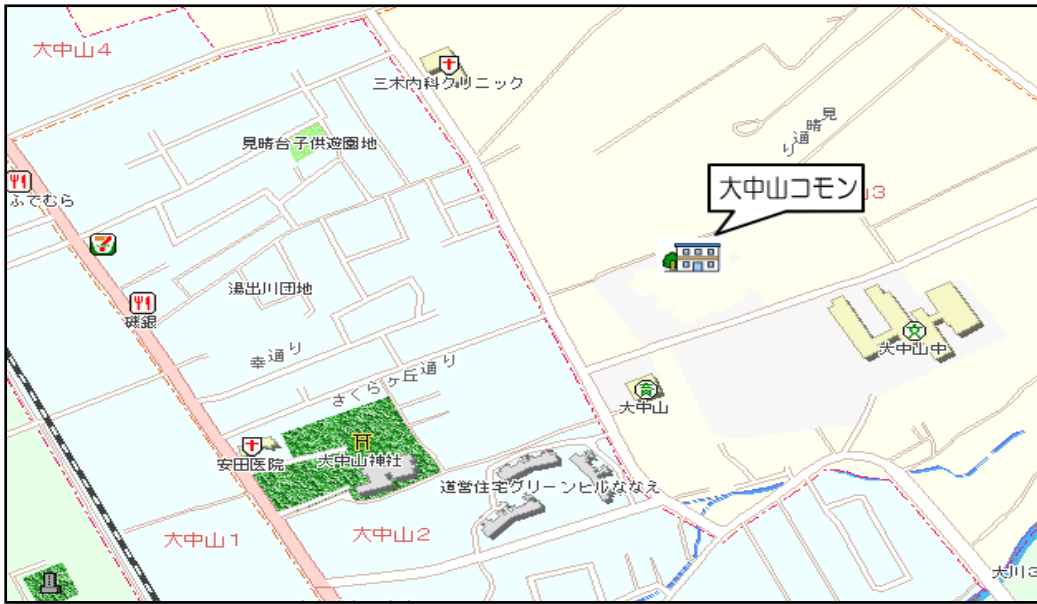 大中山4
三木内科クリニック
見晴台子供遊園地
見晴通り
大中山コモン
山3
ふでむら
湯出川団地
磯銀
幸通り
さくらヶ丘通り
大中山中
大中山
安田医院
大中山神社
道営住宅グリーンヒルななえ
大中山1
大中山2
大川3